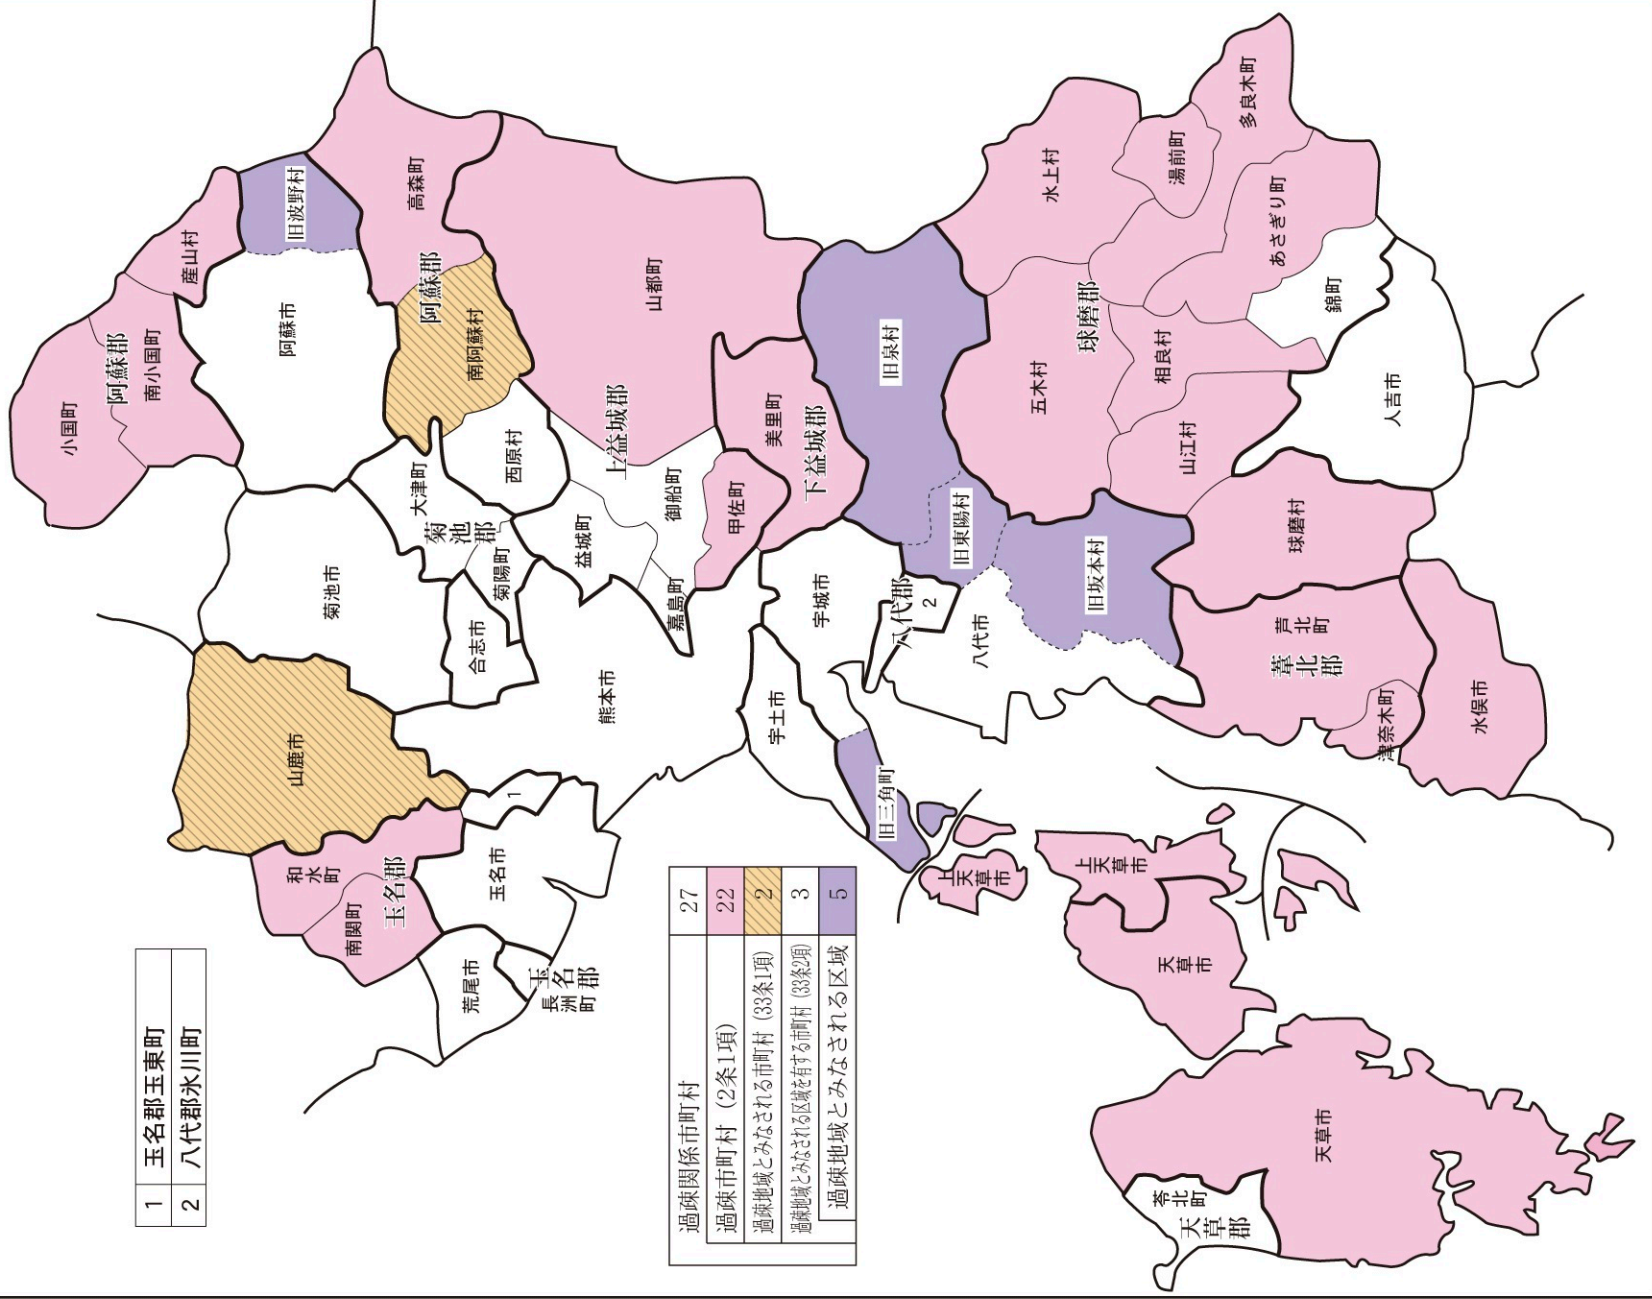 小国町
阿蘇郡
南小国町
産山村
旧波野村
阿蘇市
高森町
阿蘇郡
南阿蘇村
山都町
上益城郡
西原村
大津町
菊池郡
菊陽町
菊池市
合志市
益城町
御船町
嘉島町
甲佐町
美里町
下益城郡
熊本市
山鹿市
和水町
南関町
玉名郡
玉名市
1
荒尾市
玉名郡
長洲町
宇土市
宇城市
旧三角町
八代郡
2
八代市
旧泉村
旧東陽村
旧坂本村
水上村
湯前町
多良木町
あさぎり町
錦町
五木村
球磨郡
相良村
山江村
人吉市
球磨村
芦北町
葦北郡
津奈木町
水俣市
上天草市
上天草市
天草市
天草市
苓北町
天草郡
1 玉名郡玉東町
2 八代郡氷川町
過疎関係市町村 27
過疎市町村（2条1項） 22
過疎地域とみなされる市町村（33条1項） 2
過疎地域とみなされる区域を有する市町村（33条2項） 3
過疎地域とみなされる区域 5